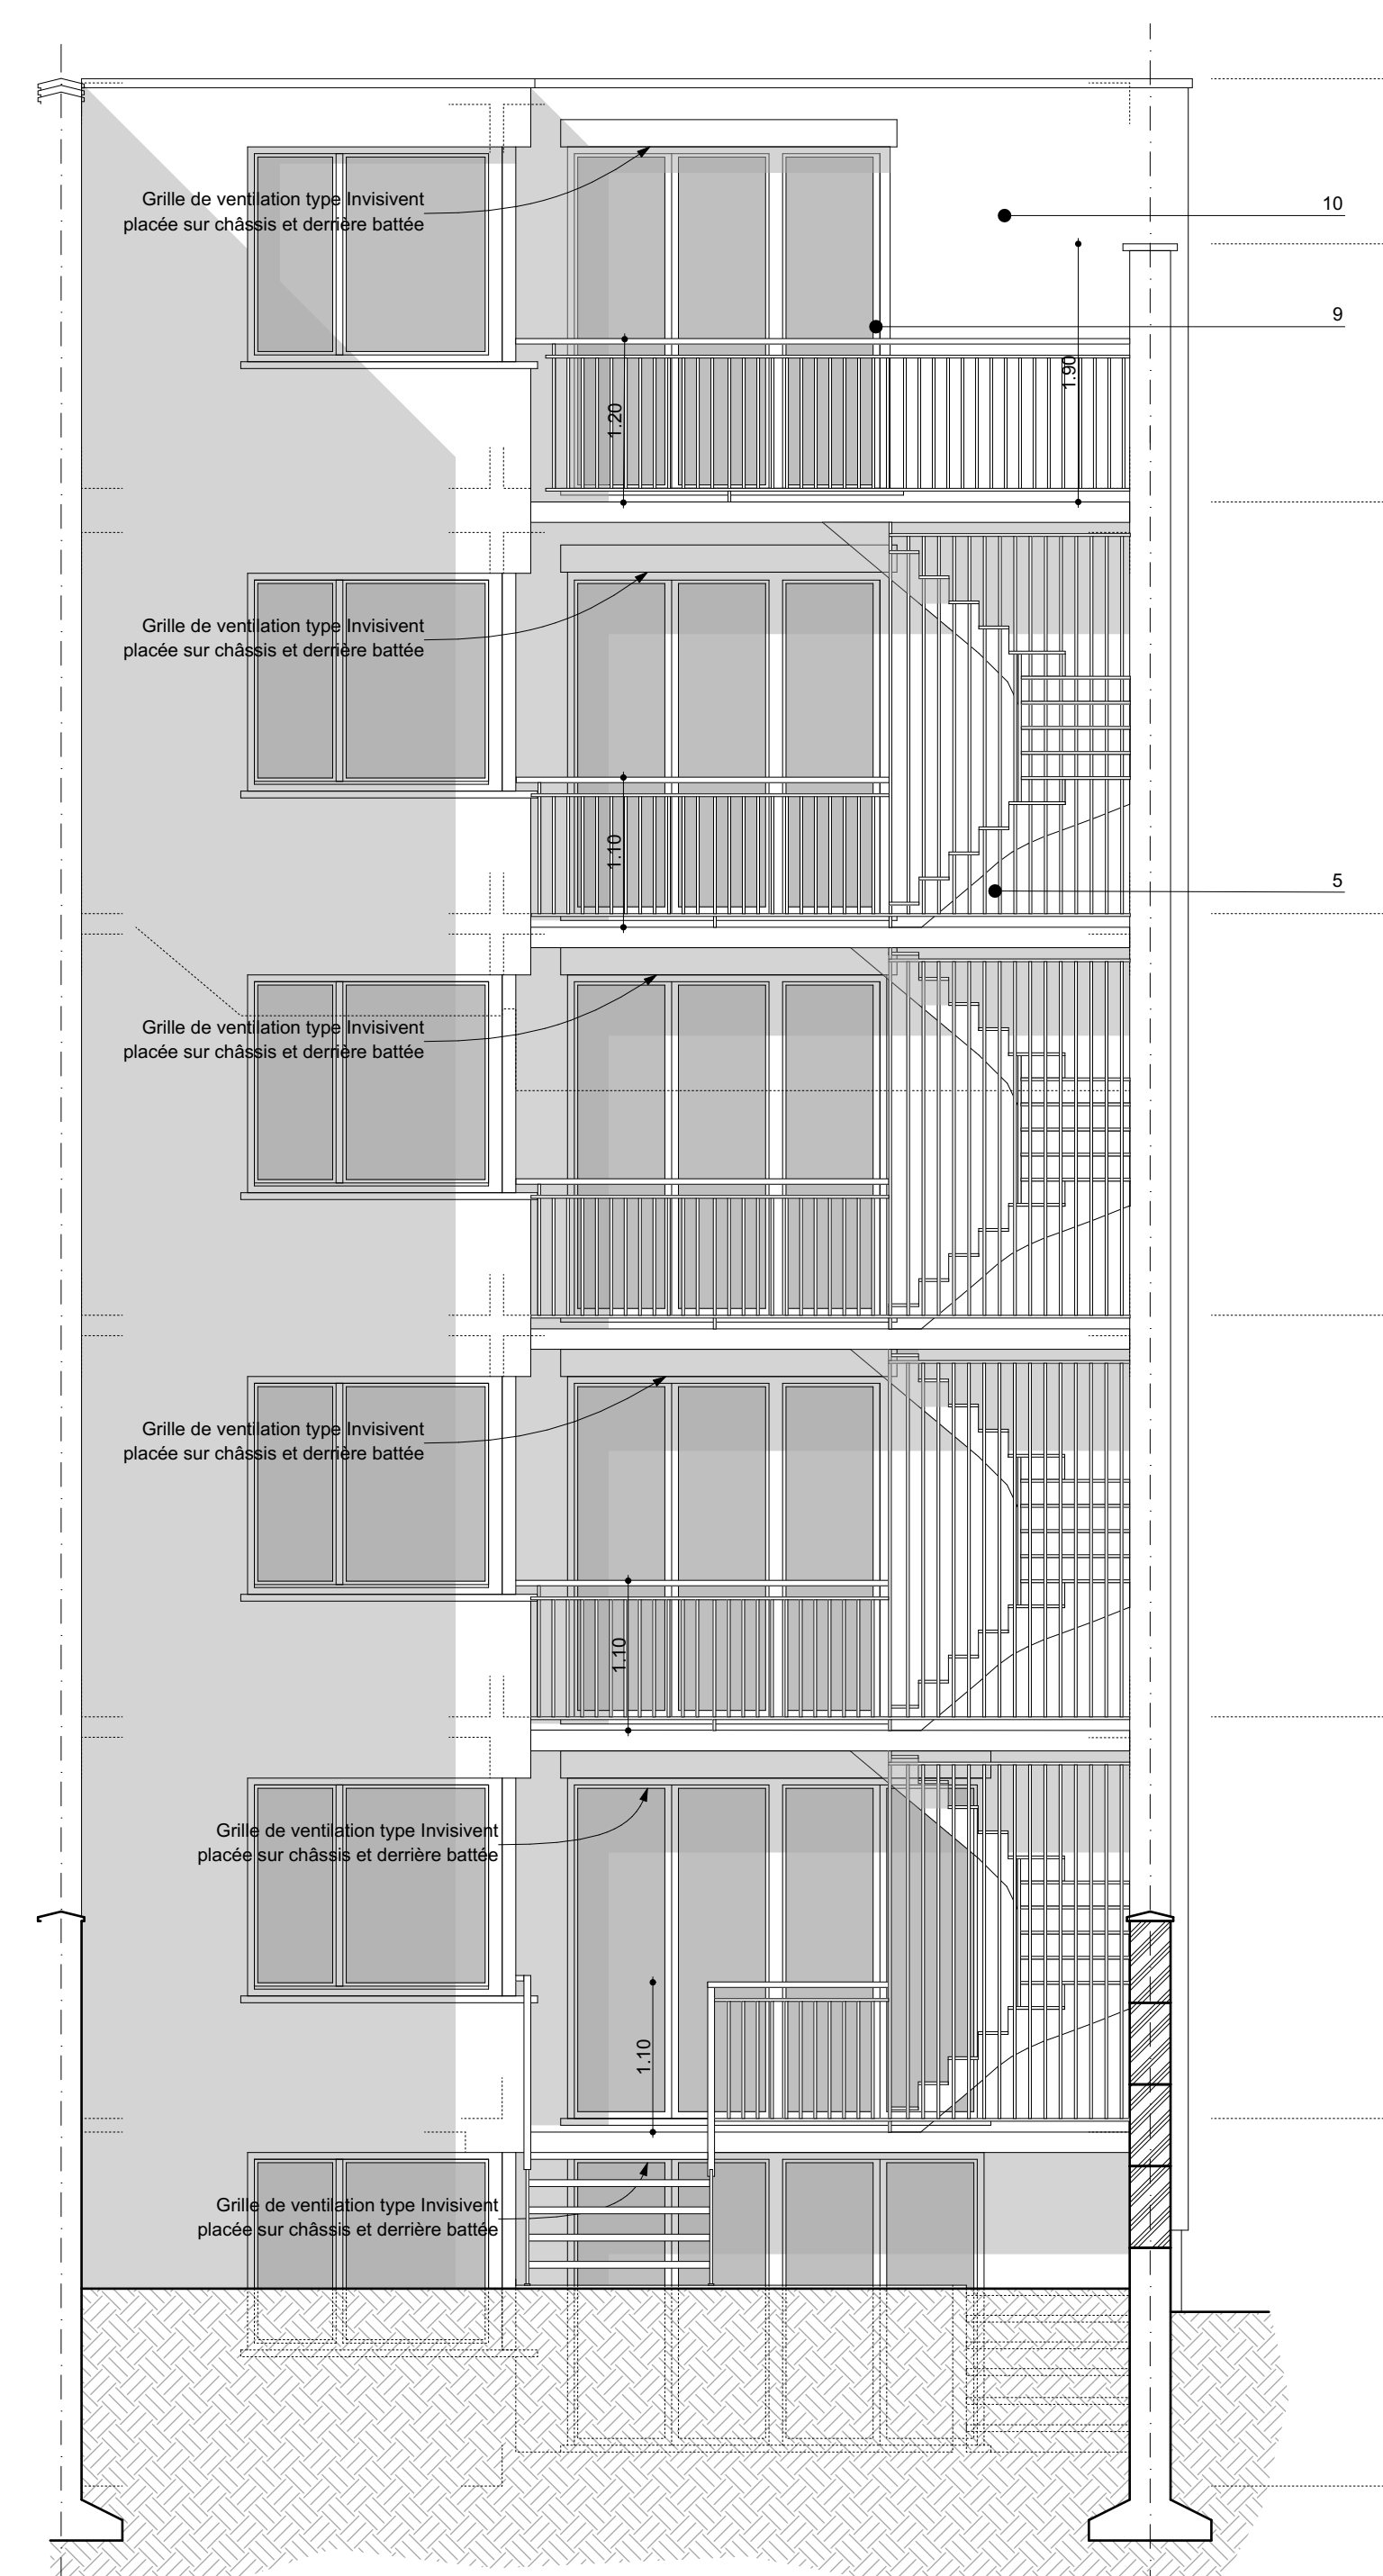 Grille de ventilation type Invisivent
placée sur châssis et derrière battée
10
9
1.90
1.20
Grille de ventilation type Invisivent
placée sur châssis et derrière battée
1.10
5
Grille de ventilation type Invisivent
placée sur châssis et derrière battée
Grille de ventilation type Invisivent
placée sur châssis et derrière battée
1.10
Grille de ventilation type Invisivent
placée sur châssis et derrière battée
1.10
Grille de ventilation type Invisivent
placée sur châssis et derrière battée